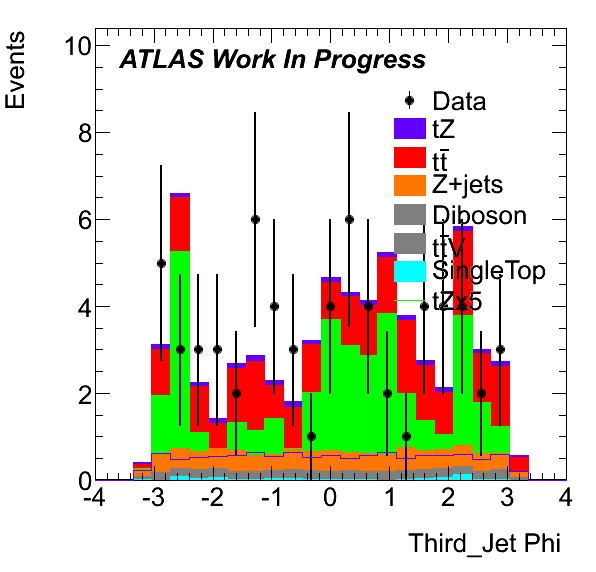 Events
10
8
6
4
2
0
ATLAS Work In Progress
Data
tZ
tt̄
Z+jets
Diboson
tt̄V
SingleTop
tZx5
-4 -3 -2 -1 0 1 2 3 4
Third_Jet Phi